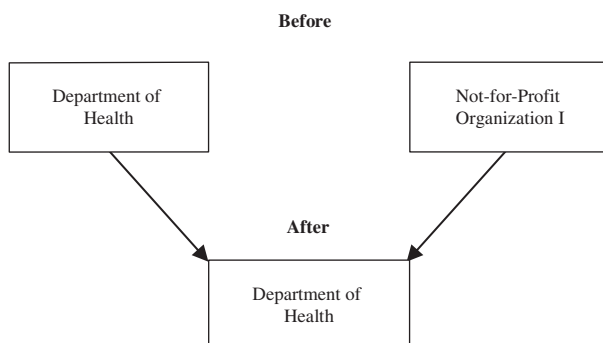 Before
Department of
Health
Not-for-Profit
Organization I
After
Department of
Health